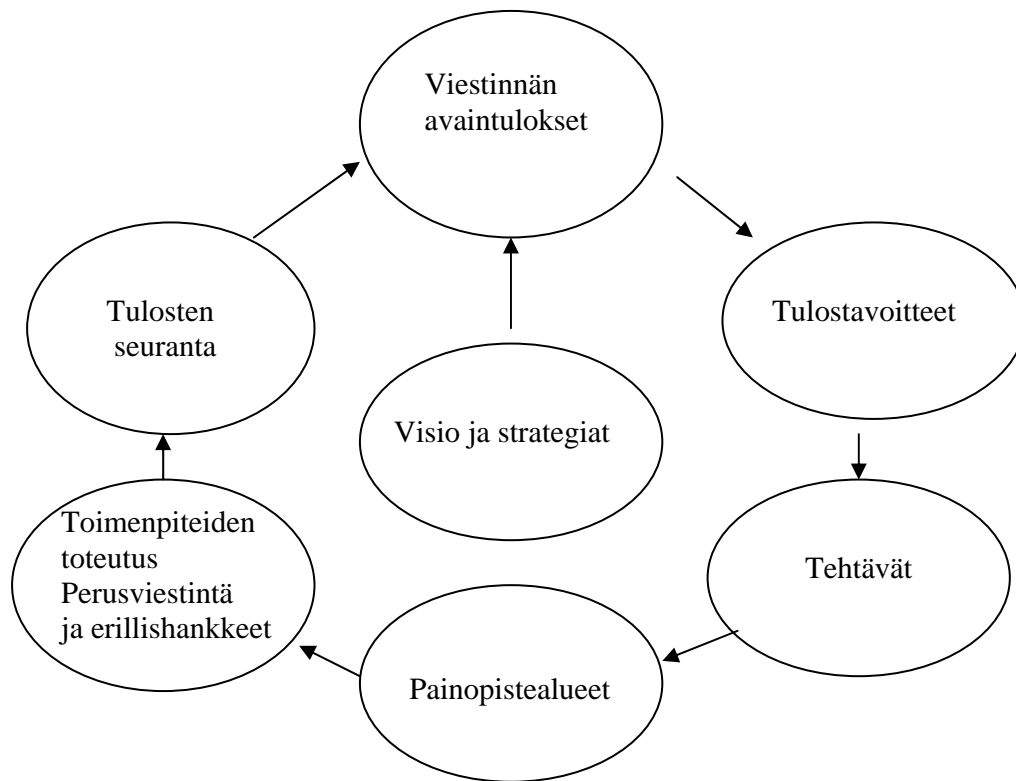 Viestinnän
avaintulokset
Tulostavoitteet
Tehtävät
Painopistealueet
Toimenpiteiden
toteutus
Perusviestintä
ja erillishankkeet
Tulosten
seuranta
Visio ja strategiat